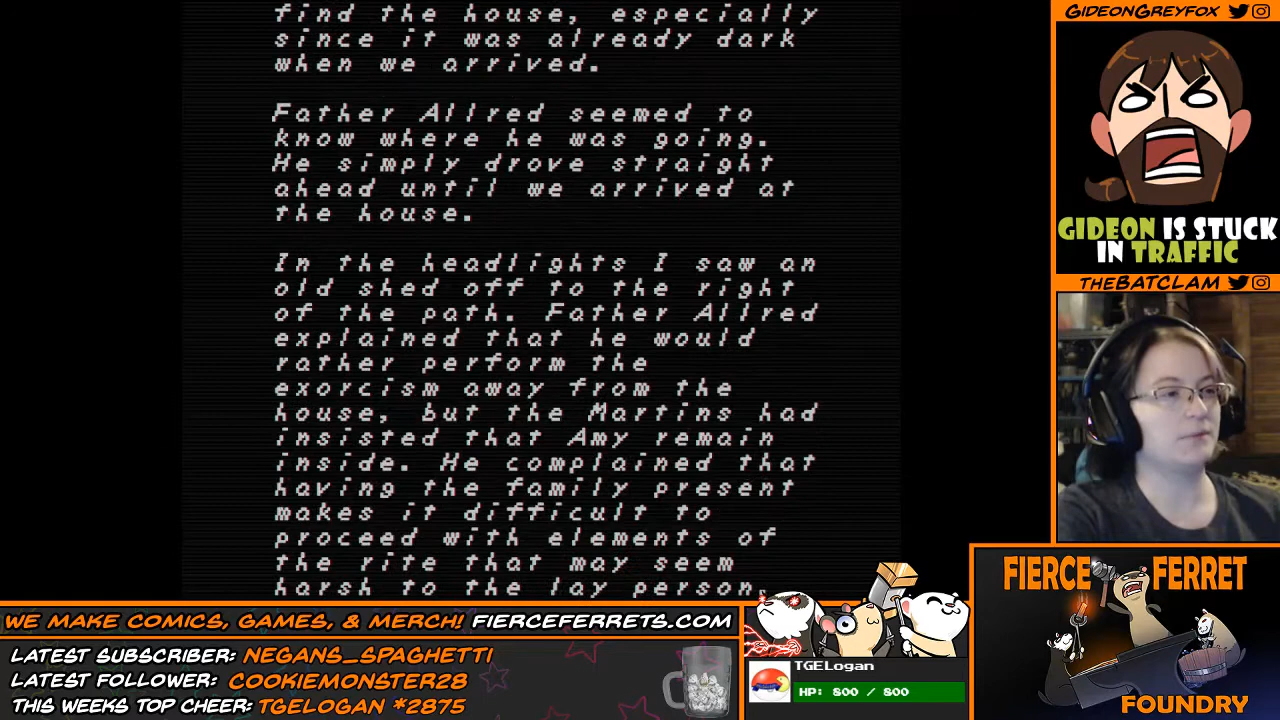 find the house, especially
since it was already dark
when we arrived.
Father Allred seemed to
know where he was going.
He simply drove straight
ahead until we arrived at
the house.
In the headlights I saw an
old shed off to the right
of the path. Father Allred
explained that he would
rather perform the
exorcism away from the
house, but the Martins had
insisted that Amy remain
inside. He complained that
having the family present
makes it difficult to
proceed with elements of
the rite that may seem
harsh to the lay person.
GIDEONGREYFOX
GIDEON IS STUCK
IN TRAFFIC
THEBATCLAM
FIERCE FERRET
FOUNDRY
WE MAKE COMICS, GAMES, & MERCH! FIERCEFERRETS.COM
LATEST SUBSCRIBER: NEGANS_SPAGHETTI
LATEST FOLLOWER: COOKIEMONSTER28
THIS WEEKS TOP CHEER: TGELOGAN *2875
TGELogan
HP: 800 / 800